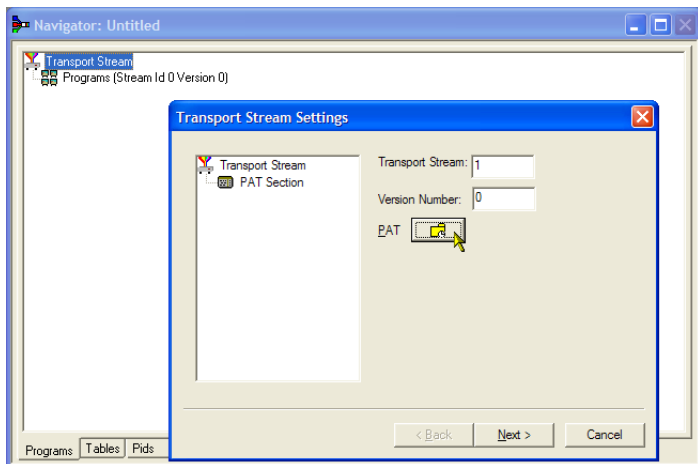 Navigator: Untitled
Transport Stream
Programs (Stream Id 0 Version 0)
Transport Stream Settings
Transport Stream
PAT Section
Transport Stream: 1
Version Number: 0
PAT
< Back Next > Cancel
Programs Tables Pids